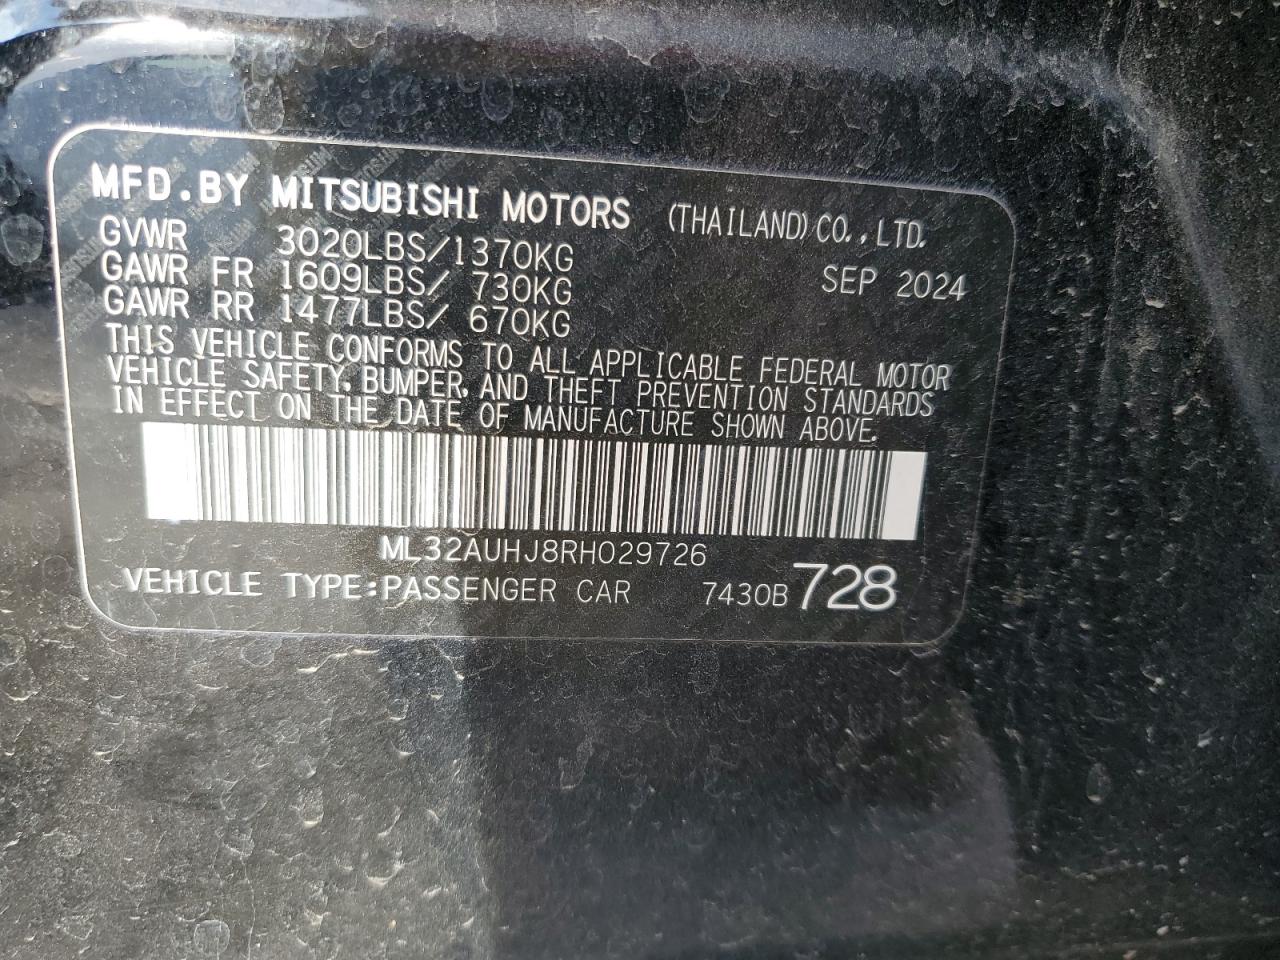 MFD.BY MITSUBISHI MOTORS (THAILAND) CO.,LTD.
GVWR 3020LBS/1370KG SEP 2024
GAWR FR 1609LBS/ 730KG
GAWR RR 1477LBS/ 670KG
THIS VEHICLE CONFORMS TO ALL APPLICABLE FEDERAL MOTOR
VEHICLE SAFETY, BUMPER, AND THEFT PREVENTION STANDARDS
IN EFFECT ON THE DATE OF MANUFACTURE SHOWN ABOVE.
ML32AUHJ8RH029726
VEHICLE TYPE:PASSENGER CAR 7430B728